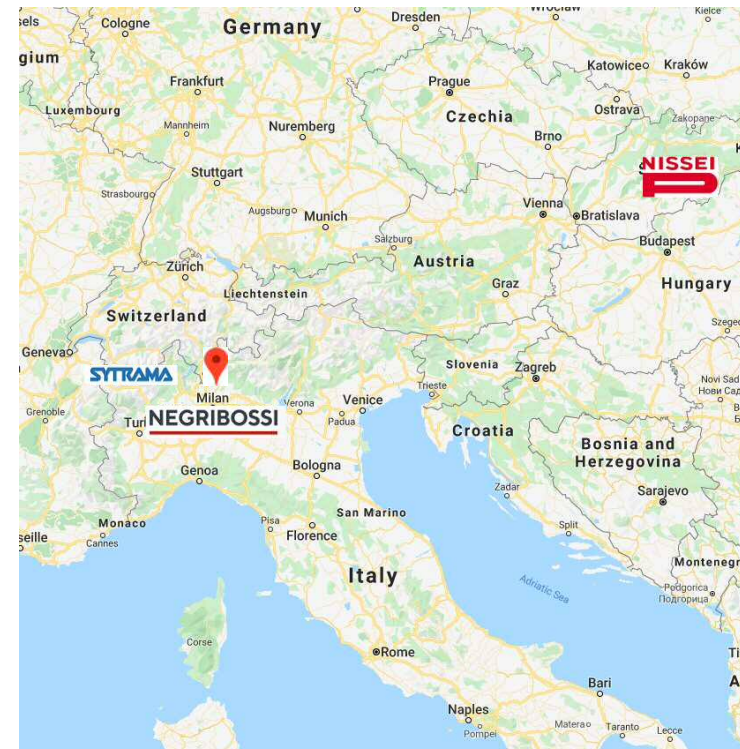 Cologne
Germany
Dresden
Kielce
gium
Frankfurt
Katowice
Kraków
Prague
Luxembourg
Mannheim
Nuremberg
Czechia
Ostrava
Zakopane
Brno
Stuttgart
NISSEI
Strasbourg
Augsburg
Munich
Vienna
Bratislava
Salzburg
Budapest
Zürich
Austria
Liechtenstein
Graz
Hungary
Switzerland
Geneva
Slovenia
Zagreb
SYTRAMA
Novi Sad
Нови Сад
Milan
Verona
Venice
Trieste
Grenoble
NEGRIBOSSI
Padua
Croatia
Bosnia and
Herzegovina
Genoa
Bologna
Zadar
Sarajevo
San Marino
Monaco
Pisa
Split
seille
Cannes
Florence
Montenegr
Italy
Adriatic Sea
Podgorica
Подгорица
Corse
Rome
Bari
Naples
Pompei
Matera
Taranto
Lecce